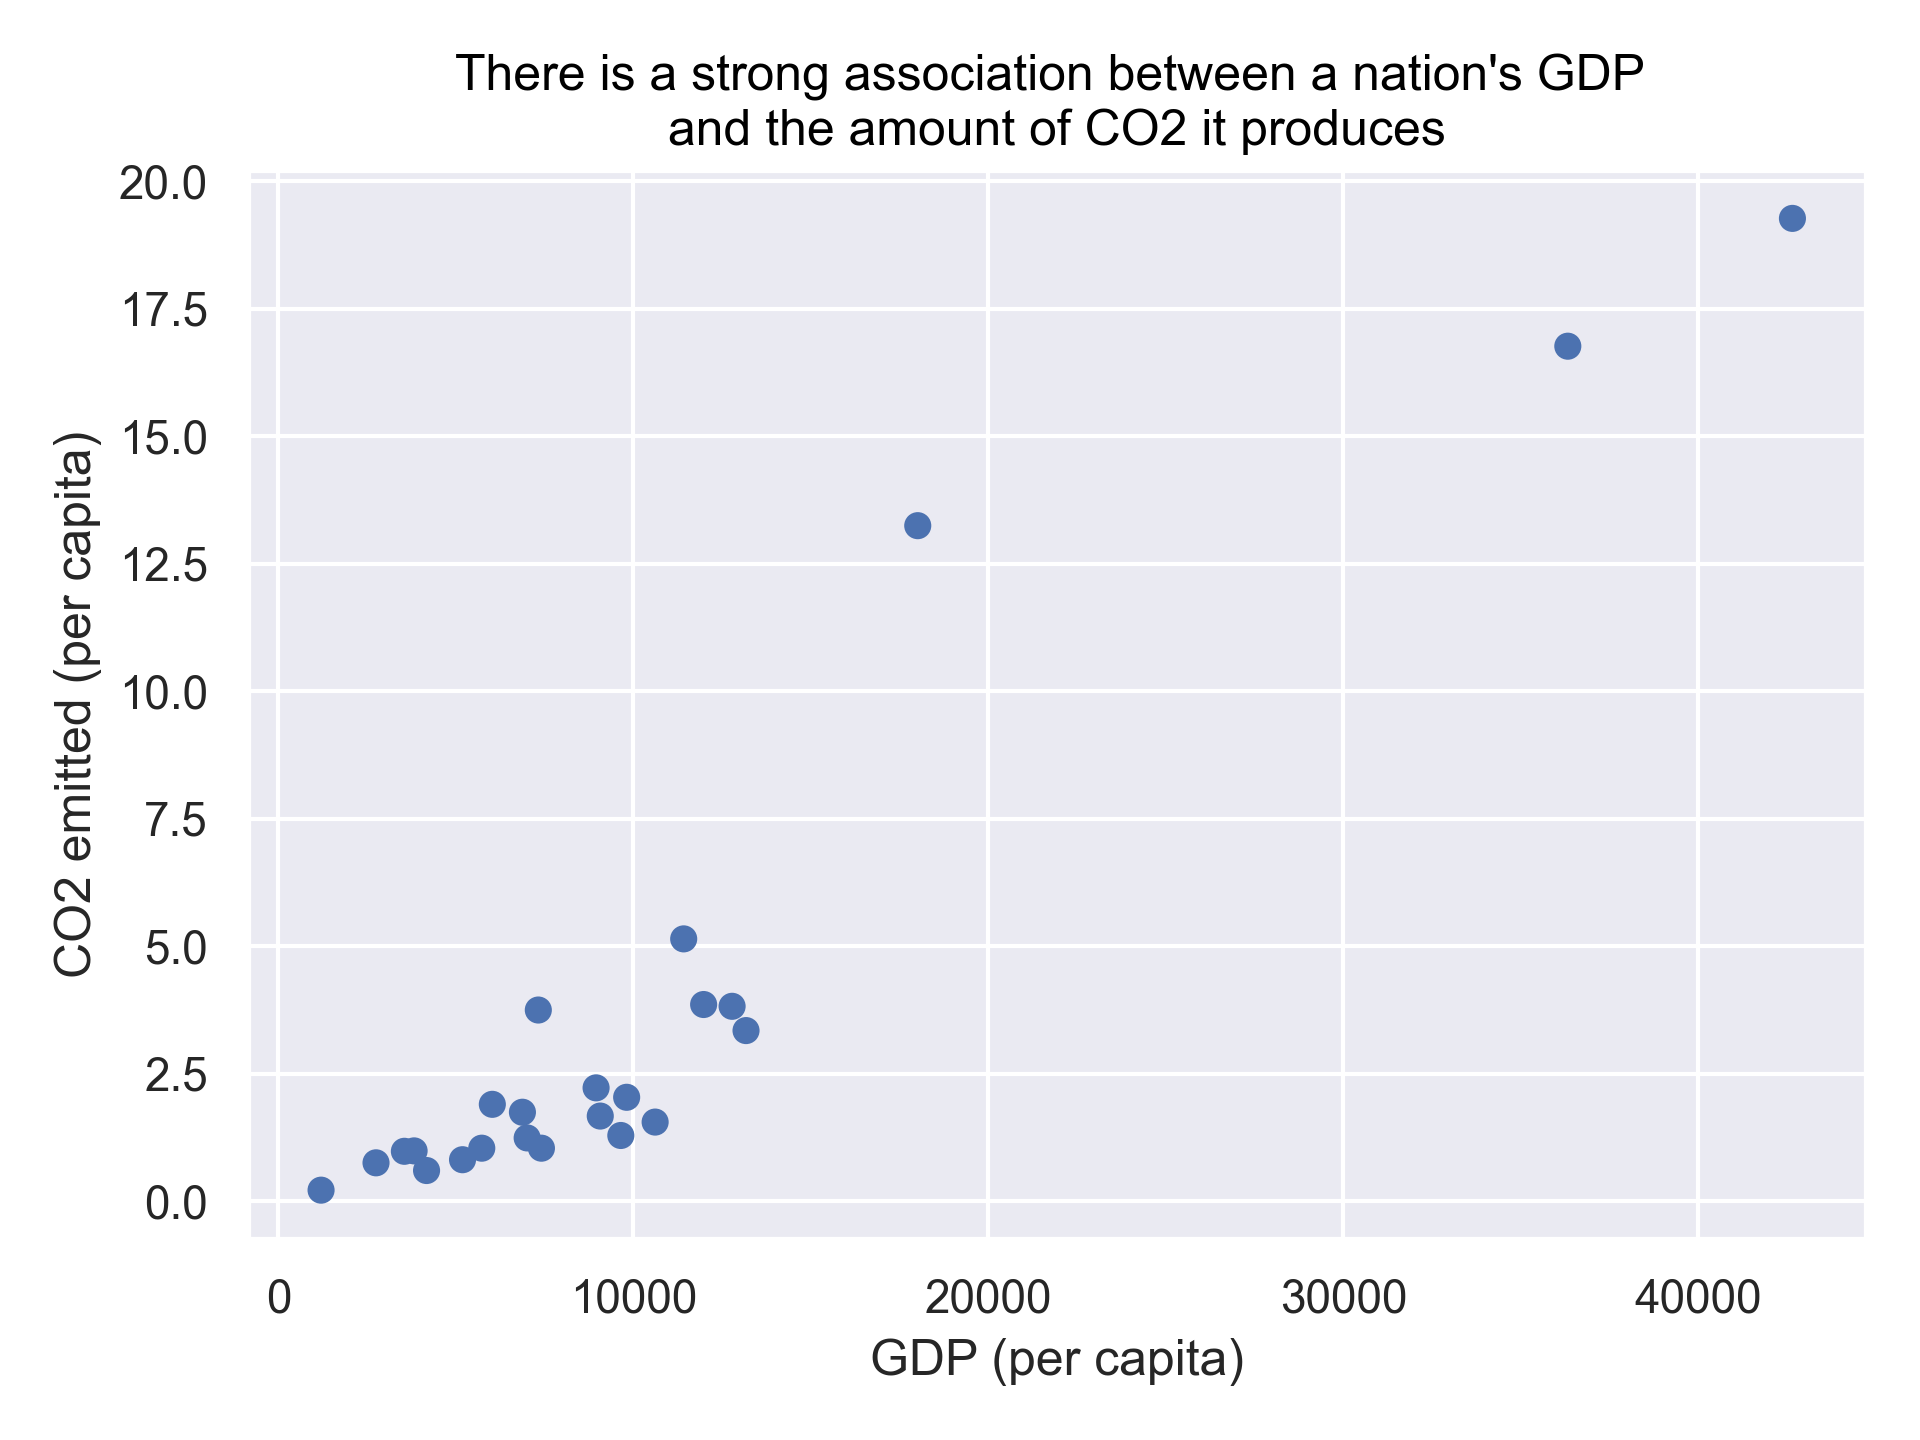 There is a strong association between a nation's GDP
and the amount of CO2 it produces
20.0
17.5
15.0
12.5
10.0
7.5
5.0
2.5
0.0
CO2 emitted (per capita)
0 10000 20000 30000 40000
GDP (per capita)